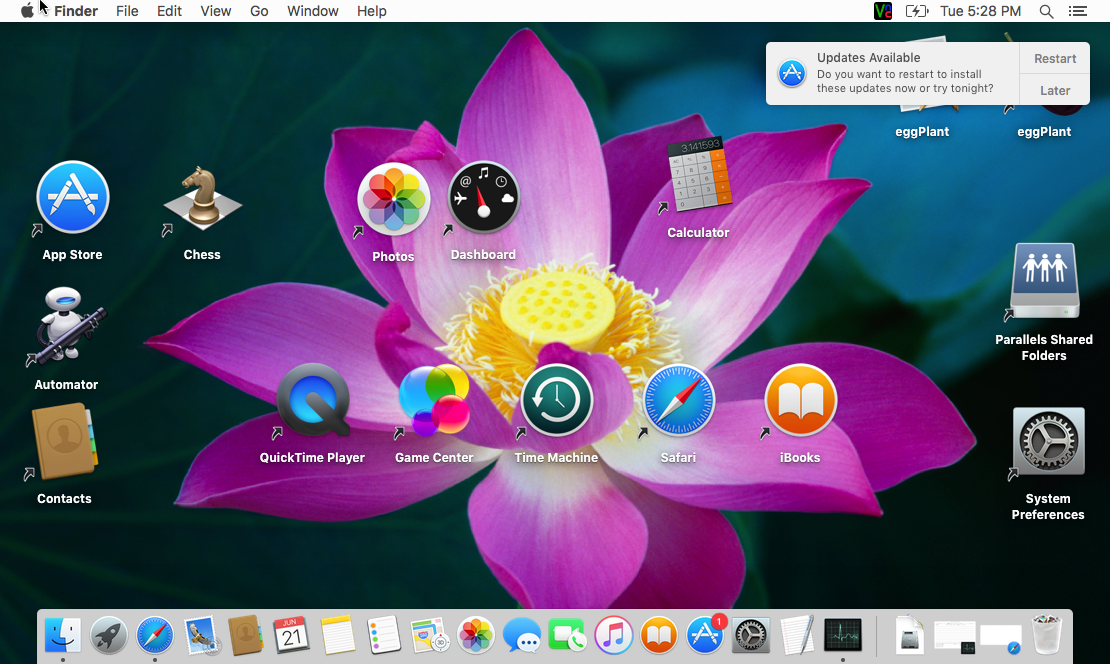 Finder File Edit View Go Window Help
Tue 5:28 PM
Updates Available
Do you want to restart to install
these updates now or try tonight?
Restart
Later
eggPlant
eggPlant
3.141593
App Store
Chess
Photos
Dashboard
Calculator
Parallels Shared
Folders
Automator
QuickTime Player
Game Center
Time Machine
Safari
iBooks
Contacts
System
Preferences
JUN
21
1